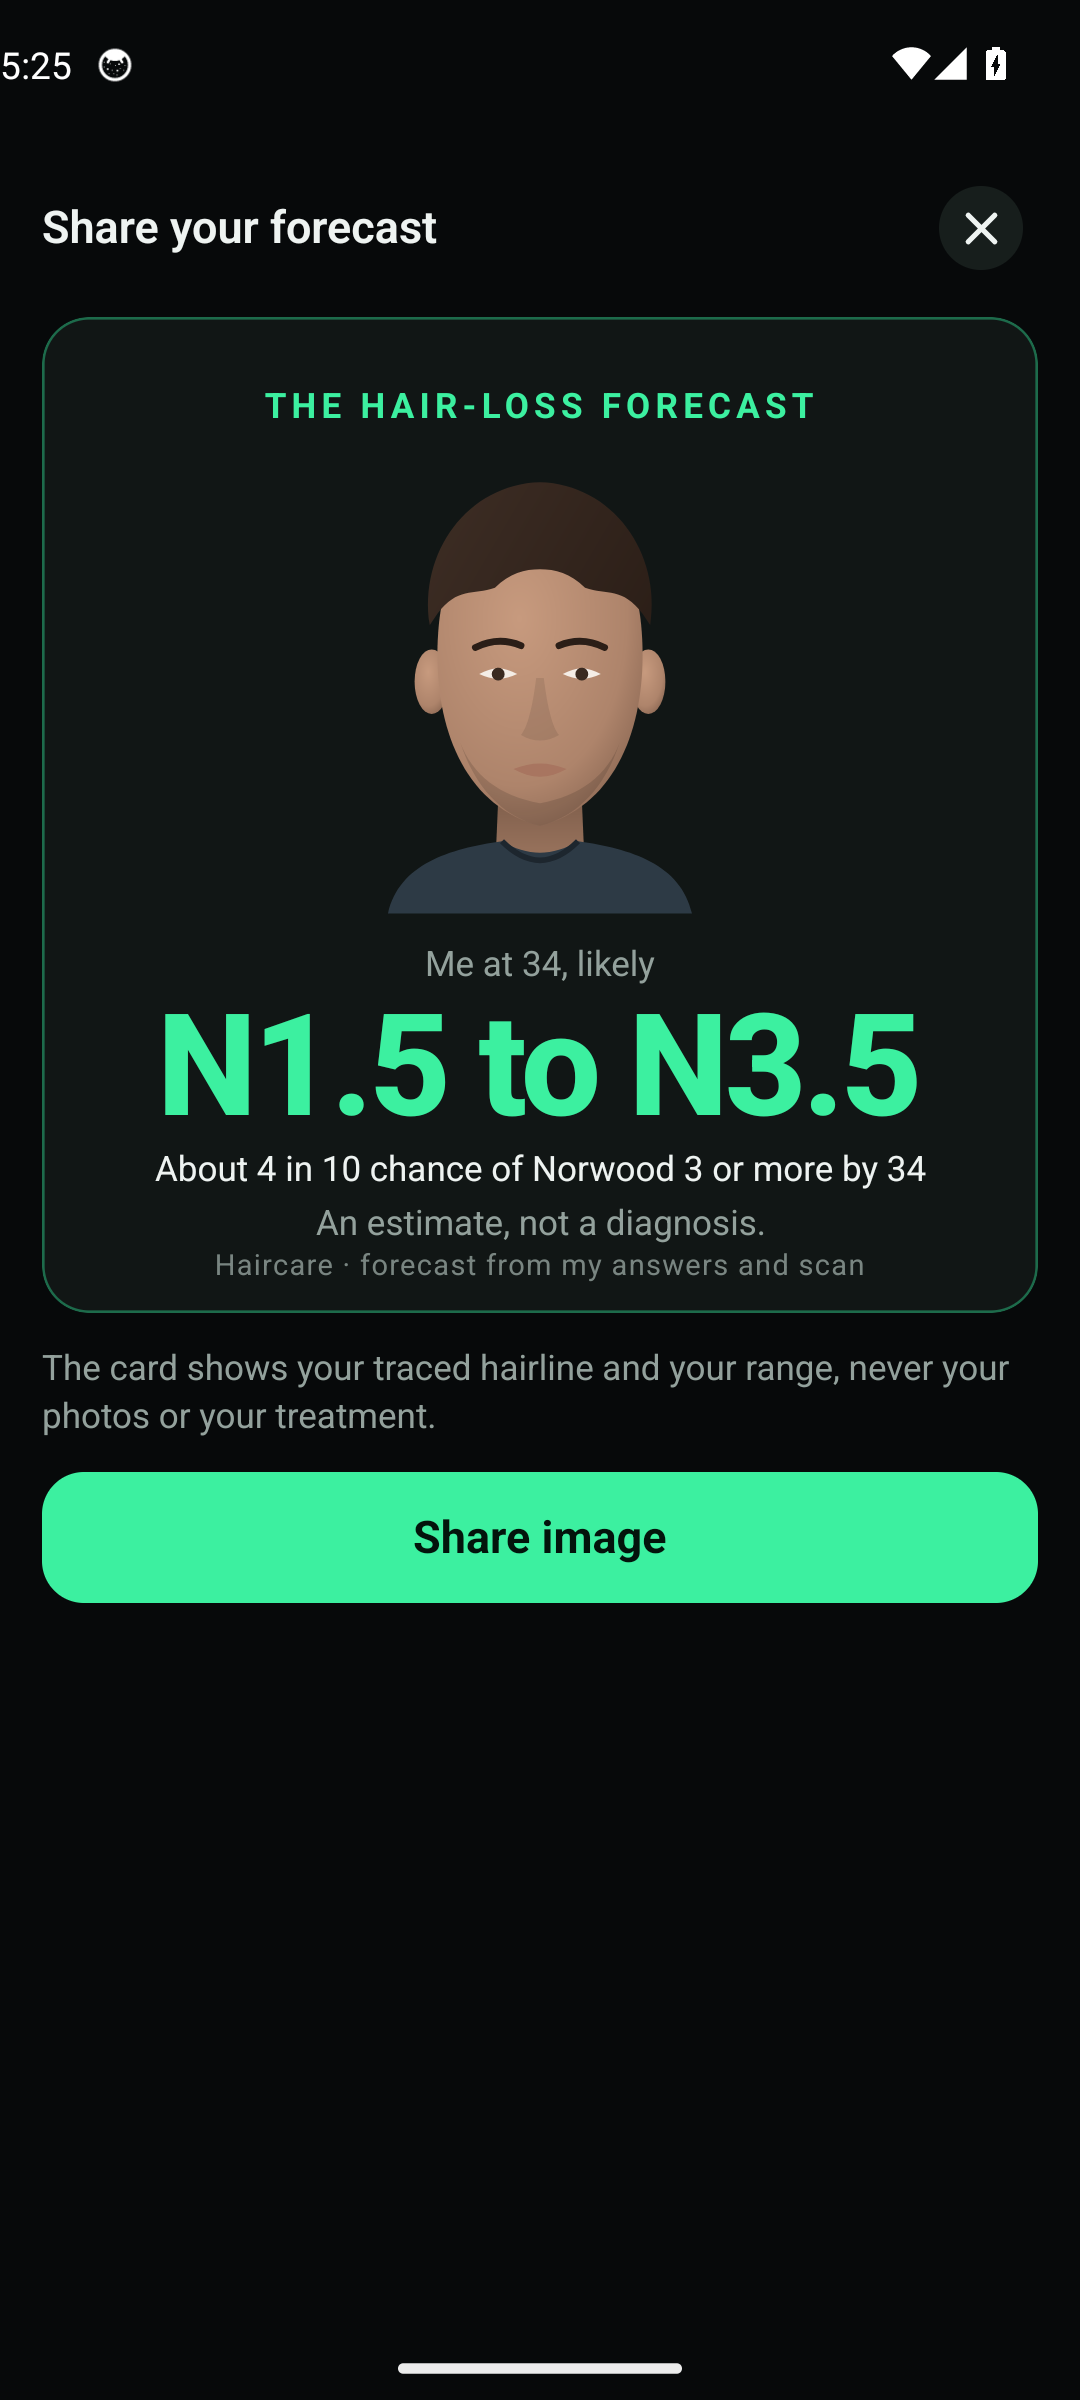 5:25
Share your forecast
THE HAIR-LOSS FORECAST
Me at 34, likely
N1.5 to N3.5
About 4 in 10 chance of Norwood 3 or more by 34
An estimate, not a diagnosis.
Haircare · forecast from my answers and scan
The card shows your traced hairline and your range, never your
photos or your treatment.
Share image